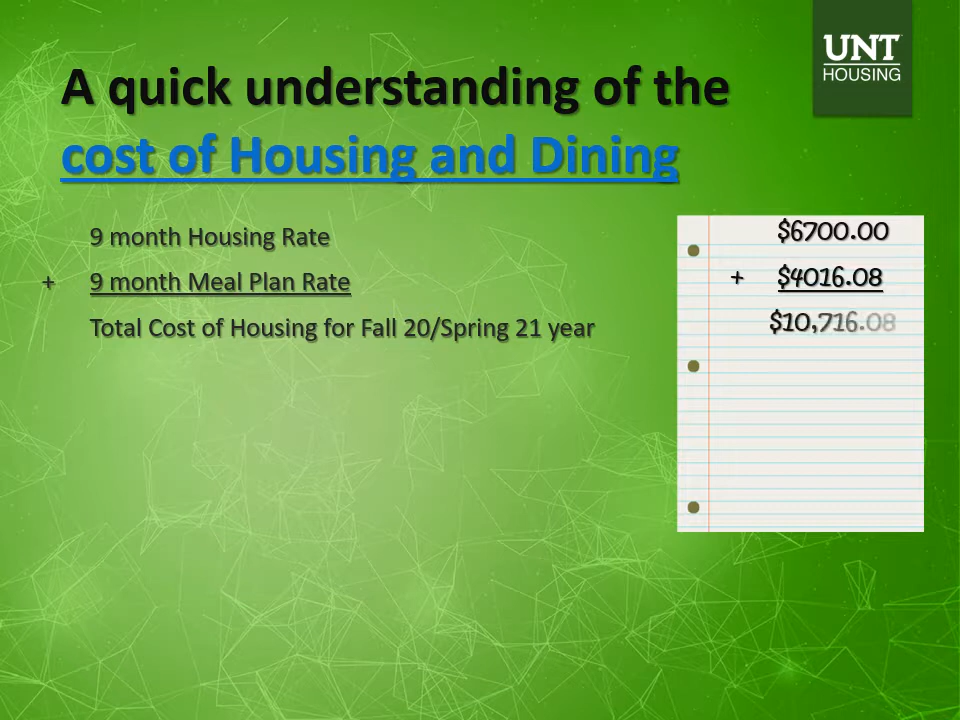 UNT
HOUSING
A quick understanding of the
cost of Housing and Dining
9 month Housing Rate
+ 9 month Meal Plan Rate
Total Cost of Housing for Fall 20/Spring 21 year
$6700.00
+ $4016.08
$10,716.08